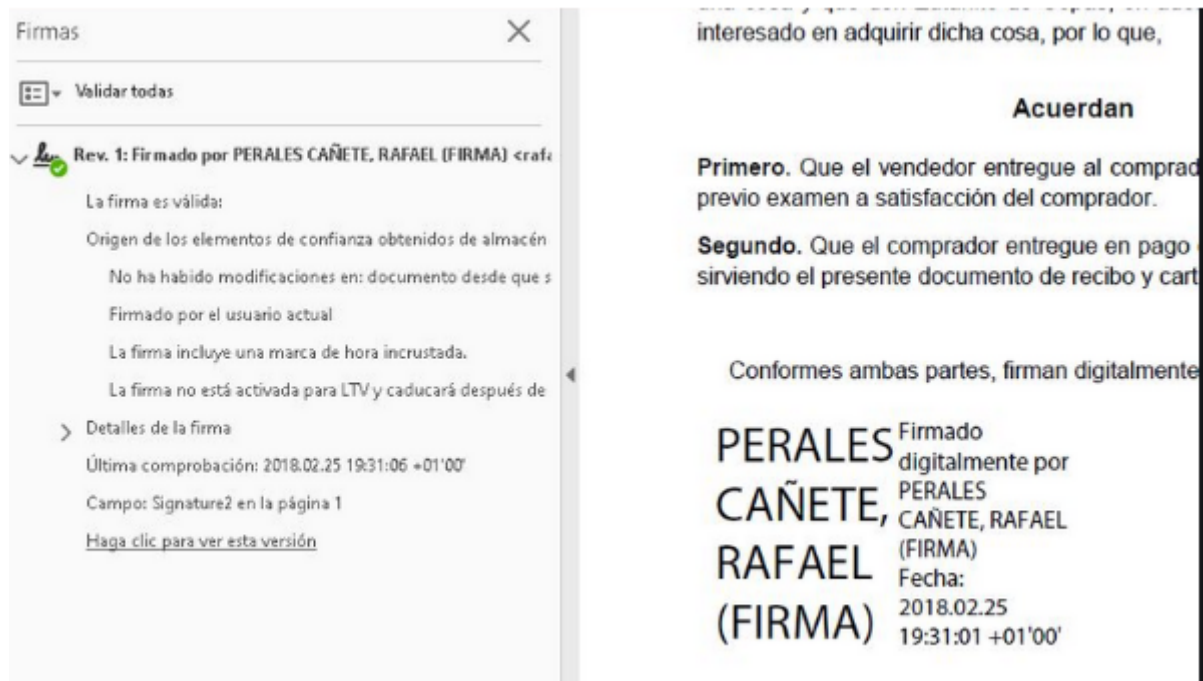 Firmas
Validar todas
Rev. 1: Firmado por PERALES CAÑETE, RAFAEL (FIRMA) <rafa
La firma es válida:
Origen de los elementos de confianza obtenidos de almacén
No ha habido modificaciones en: documento desde que s
Firmado por el usuario actual
La firma incluye una marca de hora incrustada.
La firma no está activada para LTV y caducará después de
Detalles de la firma
Última comprobación: 2018.02.25 19:31:06 +01'00'
Campo: Signature2 en la página 1
Haga clic para ver esta versión
interesado en adquirir dicha cosa, por lo que,
Acuerdan
Primero. Que el vendedor entregue al comprad
previo examen a satisfacción del comprador.
Segundo. Que el comprador entregue en pago
sirviendo el presente documento de recibo y cart
Conformes ambas partes, firman digitalmente
PERALES
CAÑETE,
RAFAEL
(FIRMA)
Firmado
digitalmente por
PERALES
CAÑETE, RAFAEL
(FIRMA)
Fecha:
2018.02.25
19:31:01 +01'00'